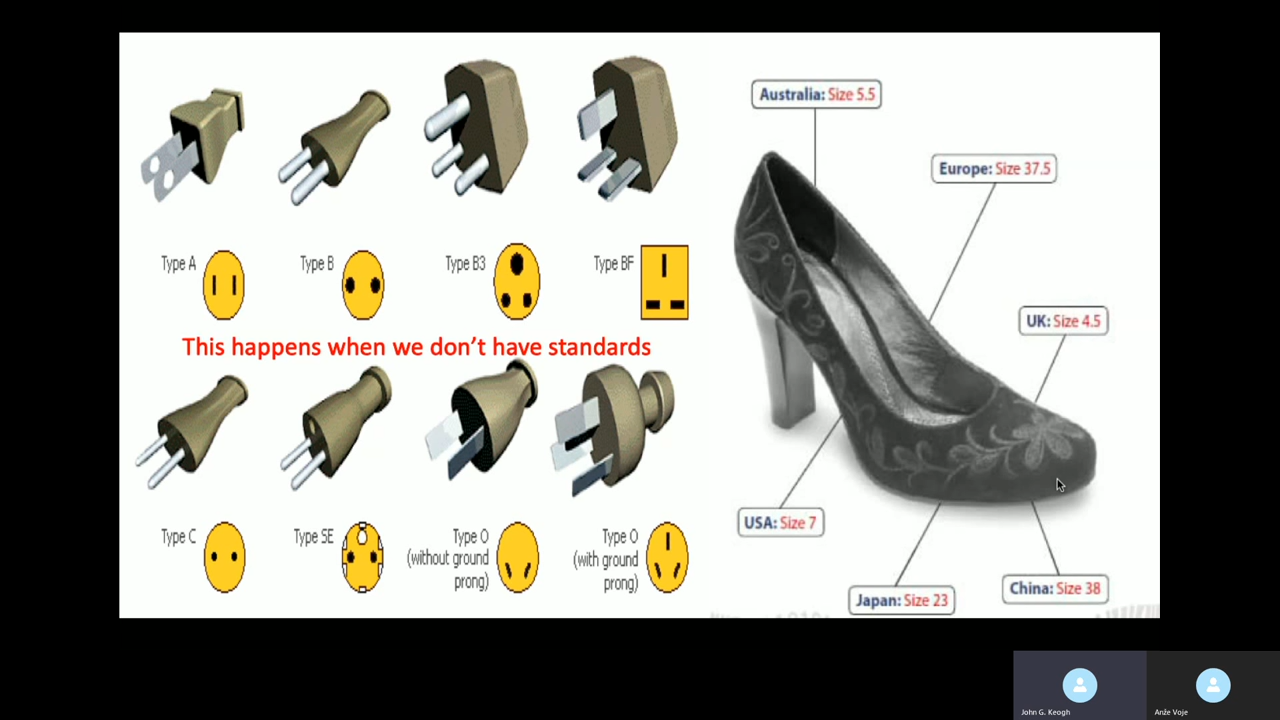 Type A
Type B
Type B3
Type BF
This happens when we don't have standards
Type C
Type SE
Type O
(without ground
prong)
Type O
(with ground
prong)
Australia: Size 5.5
Europe: Size 37.5
UK: Size 4.5
USA: Size 7
Japan: Size 23
China: Size 38
John G. Keogh
Anže Voje